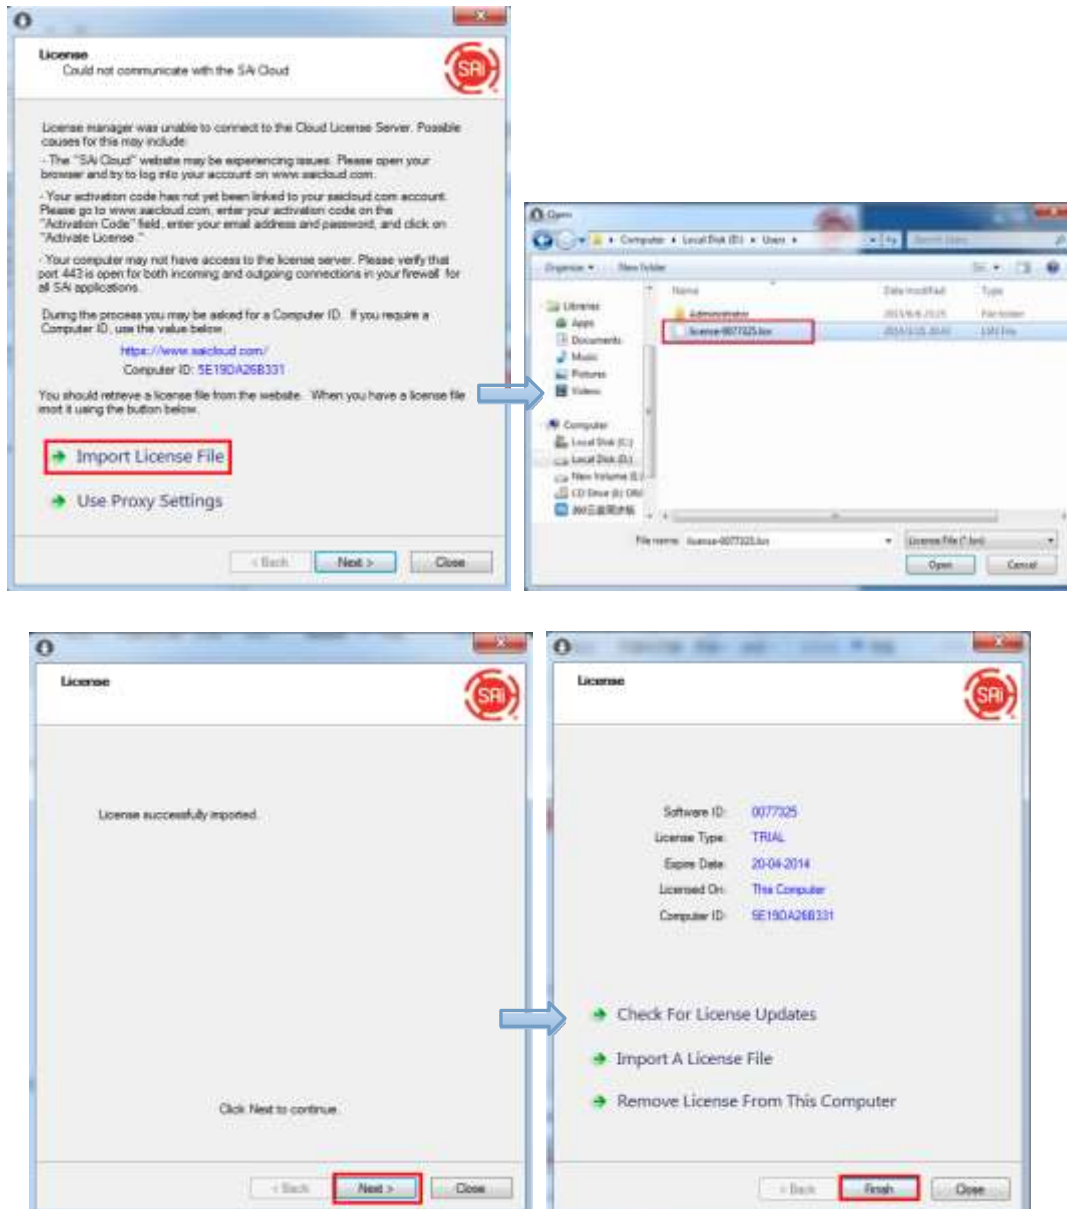 License
Could not communicate with the SAi Cloud
SAi
License manager was unable to connect to the Cloud License Server. Possible
causes for this may include:
- The "SAi Cloud" website may be experiencing issues. Please open your
browser and try to log into your account on www.saicloud.com.
- Your activation code has not yet been linked to your saicloud.com account.
Please go to www.saicloud.com, enter your activation code on the
"Activation Code" field, enter your email address and password, and click on
"Activate License."
- Your computer may not have access to the license server. Please verify that
port 443 is open for both incoming and outgoing connections in your firewall for
all SAi applications.
During the process you may be asked for a Computer ID. If you require a
Computer ID, use the value below.
https://www.saicloud.com/
Computer ID: 5E19DA26B331
You should retrieve a license file from the website. When you have a license file
imost it using the button below.
Import License File
Use Proxy Settings
< Back Next > Close
Open
Computer Local Disk (D:) Users
Organize New folder
Name Date modified Type
Libraries
Apps
Documents
Music
Pictures
Videos
Computer
Local Disk (C:)
Local Disk (D:)
New Volume (E:)
CD Drive
Administrator File folder
license-0077325.lsn LSN File
File name: license-0077325.lsn License File (*.lsn)
Open Cancel
License
SAi
License successfully imported.
Click Next to continue.
< Back Next > Close
License
SAi
Software ID: 0077325
License Type: TRIAL
Expire Date: 20-04-2014
Licensed On: This Computer
Computer ID: 5E19DA26B331
Check For License Updates
Import A License File
Remove License From This Computer
< Back Finish Close